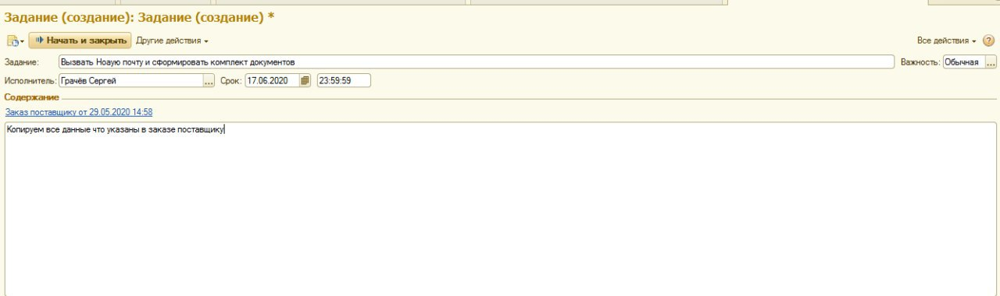 Задание (создание): Задание (создание) *
Начать и закрыть Другие действия Все действия ?
Задание: Вызвать Ноаую почту и сформировать комплект документов Важность: Обычная ...
Исполнитель: Грачёв Сергей ... Срок: 17.06.2020 23:59:59
Содержание
Заказ поставщику от 29.05.2020 14:58
Копируем все данные что указаны в заказе поставщику